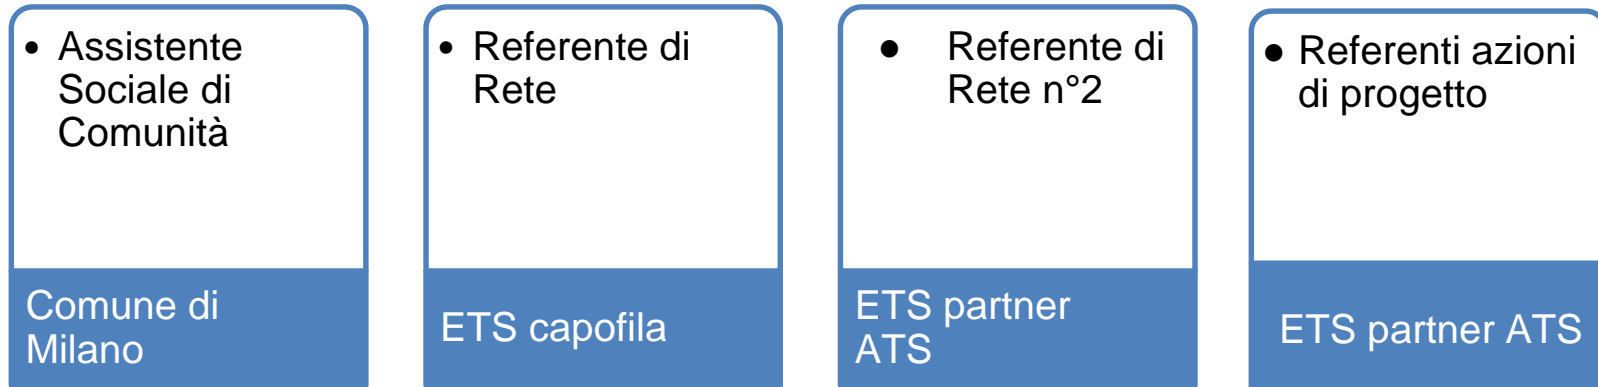 • Assistente
Sociale di
Comunità
Comune di
Milano
• Referente di
Rete
ETS capofila
● Referente di
Rete n°2
ETS partner
ATS
● Referenti azioni
di progetto
ETS partner ATS